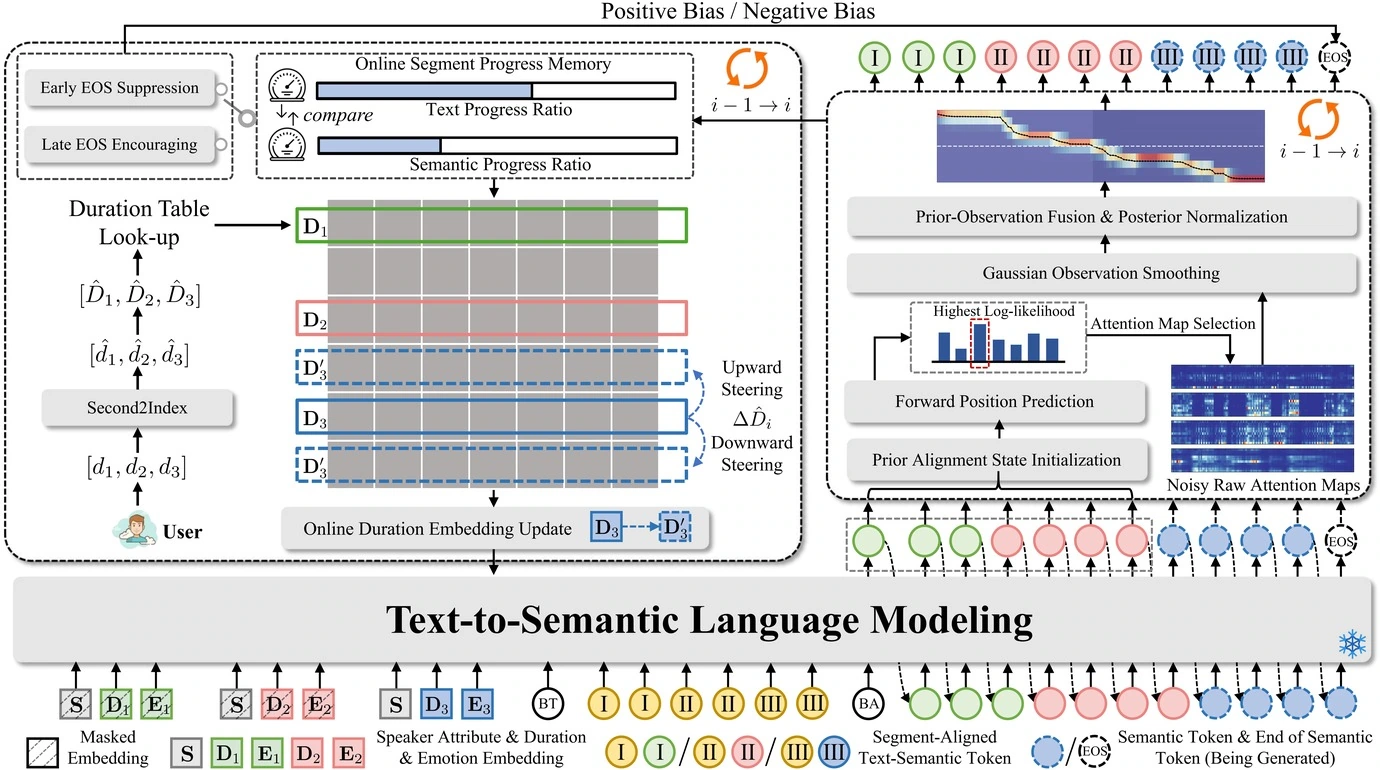 Positive Bias / Negative Bias
Early EOS Suppression
Late EOS Encouraging
Online Segment Progress Memory
compare
Text Progress Ratio
Semantic Progress Ratio
i − 1 → i
Duration Table
Look-up
[D̂1, D̂2, D̂3]
[d̂1, d̂2, d̂3]
Second2Index
[d1, d2, d3]
User
D1
D2
D′3
D3
D′3
Upward
Steering
ΔD̂i
Downward
Steering
Online Duration Embedding Update
D3
D′3
I I I II II II II III III III III EOS
i − 1 → i
Prior-Observation Fusion & Posterior Normalization
Gaussian Observation Smoothing
Highest Log-likelihood
Attention Map Selection
Forward Position Prediction
Prior Alignment State Initialization
Noisy Raw Attention Maps
EOS
Text-to-Semantic Language Modeling
S D1 E1 S D2 E2 S D3 E3 BT I I II II III III BA
Masked
Embedding
S D1 E1 D2 E2
Speaker Attribute & Duration
& Emotion Embedding
I I / II II / III III
Segment-Aligned
Text-Semantic Token
/ EOS
Semantic Token & End of Semantic
Token (Being Generated)